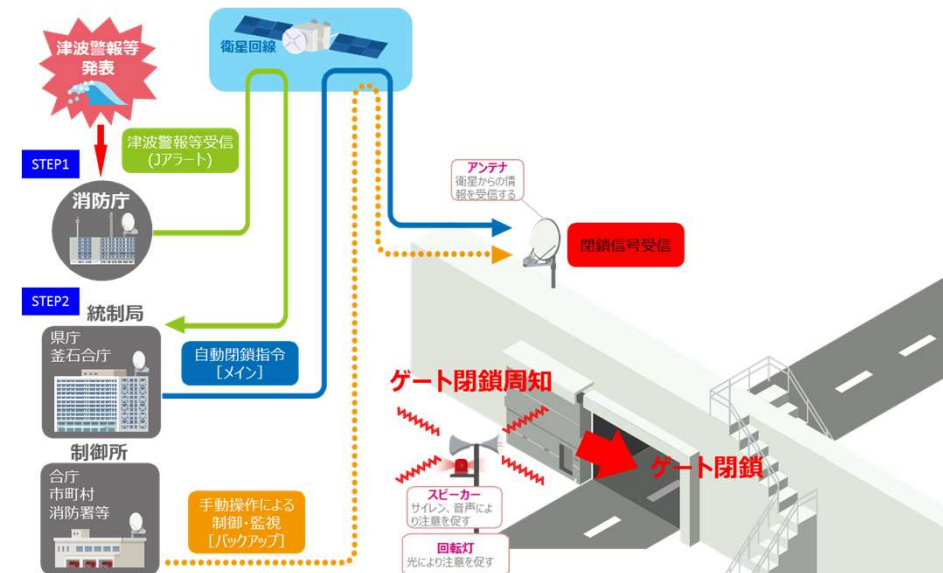 津波警報等
発表
衛星回線
津波警報等受信
(Jアラート)
STEP1
消防庁
アンテナ
衛星からの情
報を受信する
閉鎖信号受信
STEP2
統制局
県庁
釜石合庁
自動閉鎖指令
[メイン]
ゲート閉鎖周知
ゲート閉鎖
制御所
合庁
市町村
消防署等
手動操作による
制御・監視
[バックアップ]
スピーカー
サイレン、音声によ
り注意を促す
回転灯
光により注意を促す